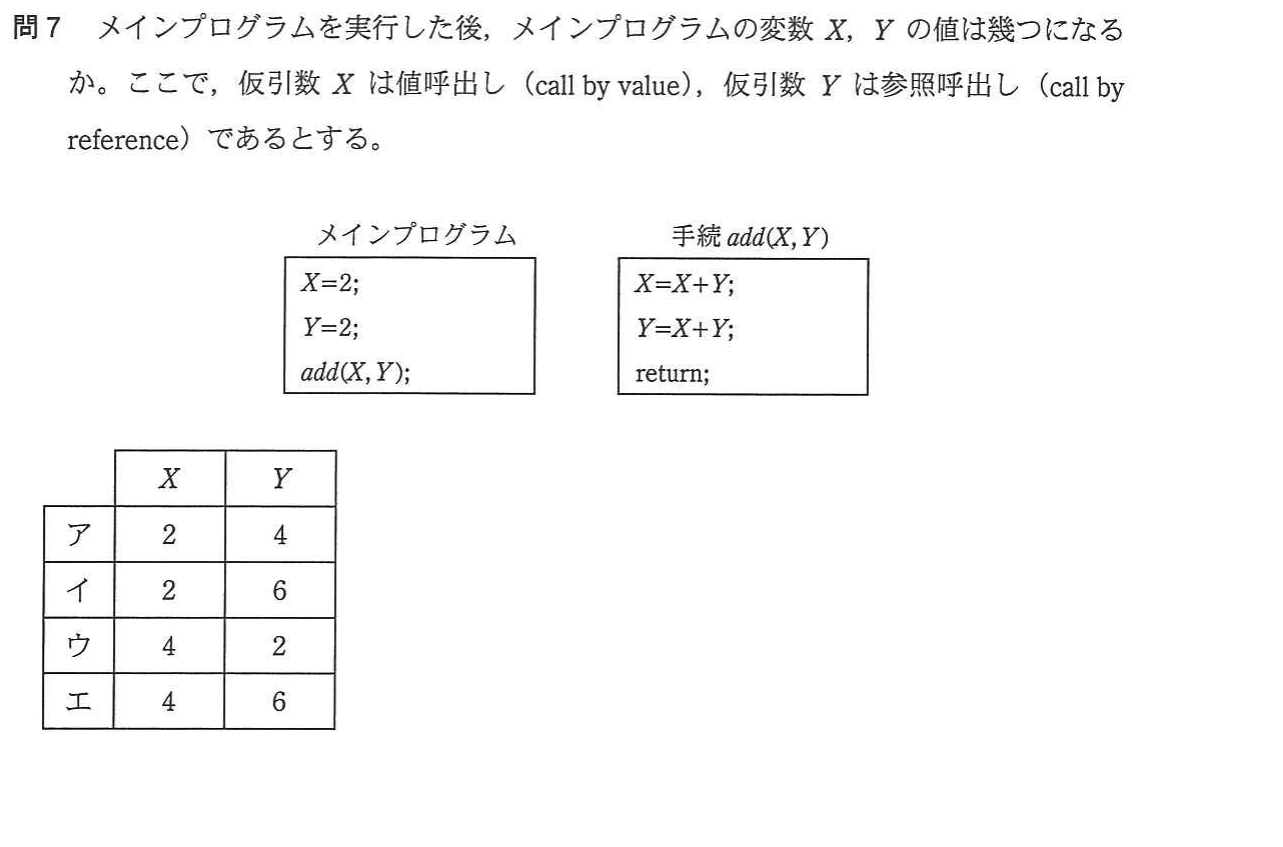 問7 メインプログラムを実行した後，メインプログラムの変数 X，Y の値は幾つになる
か。ここで，仮引数 X は値呼出し（call by value），仮引数 Y は参照呼出し（call by
reference）であるとする。
メインプログラム
X=2;
Y=2;
add(X, Y);
手続 add(X, Y)
X=X+Y;
Y=X+Y;
return;
X Y
ア 2 4
イ 2 6
ウ 4 2
エ 4 6